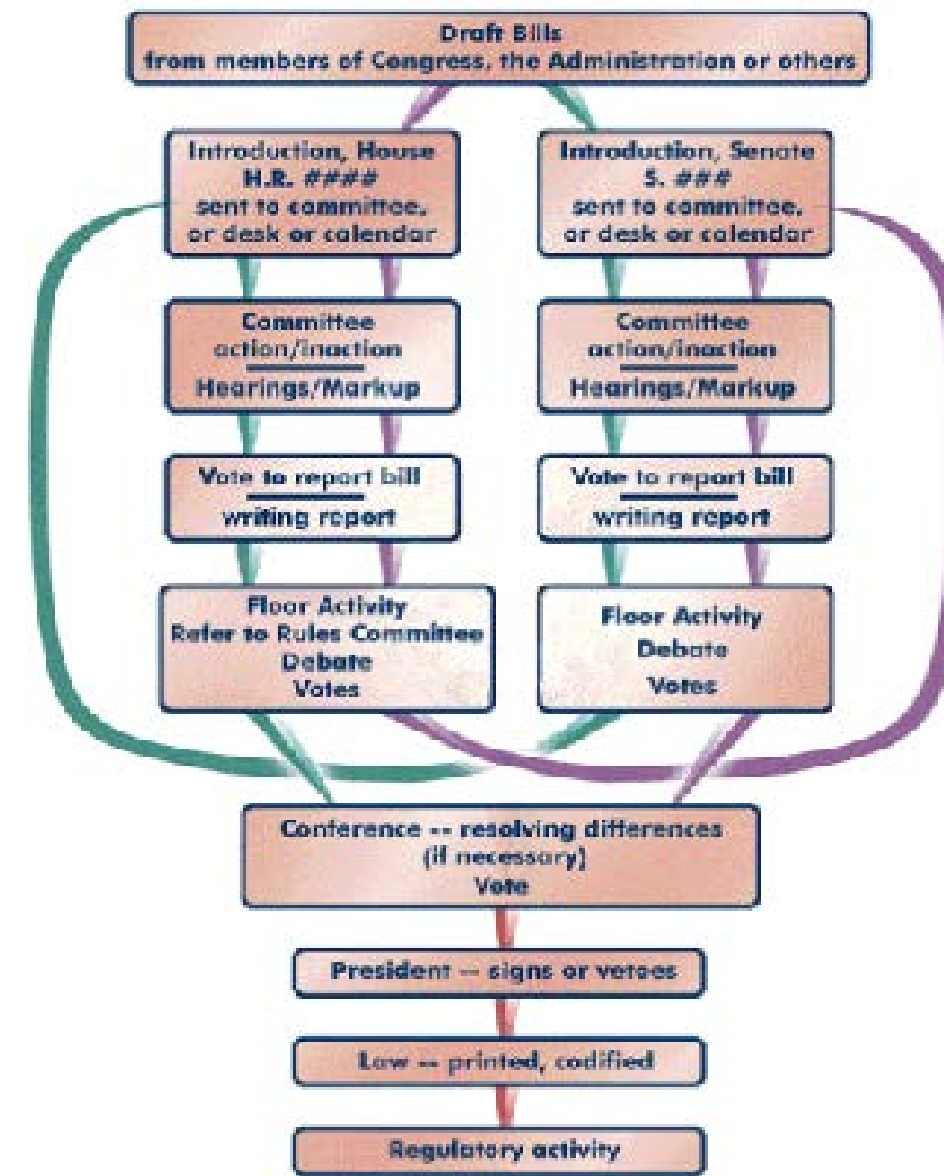 Draft Bills
from members of Congress, the Administration or others
Introduction, House
H.R. ####
sent to committee,
or desk or calendar
Introduction, Senate
S. ###
sent to committee,
or desk or calendar
Committee
action/inaction
Hearings/Markup
Committee
action/inaction
Hearings/Markup
Vote to report bill
writing report
Vote to report bill
writing report
Floor Activity
Refer to Rules Committee
Debate
Votes
Floor Activity
Debate
Votes
Conference -- resolving differences
(if necessary)
Vote
President -- signs or vetoes
Law -- printed, codified
Regulatory activity